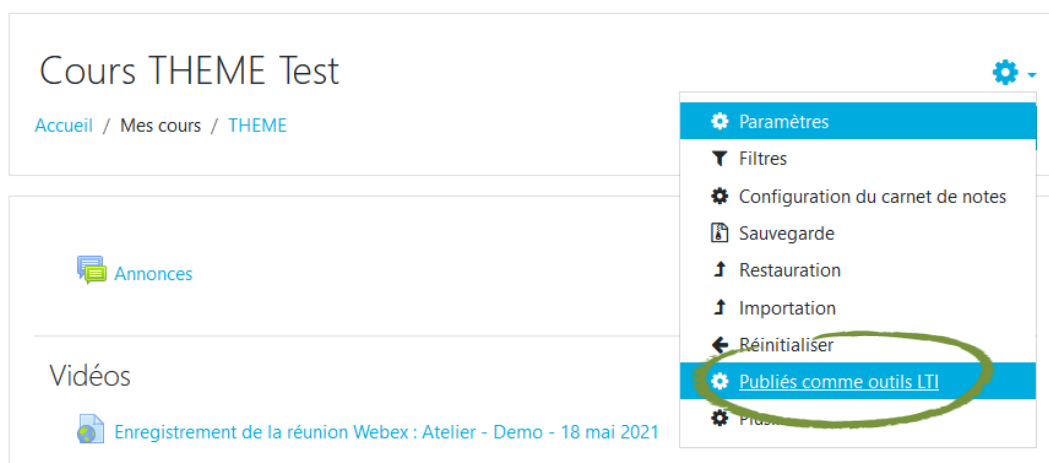 Cours THEME Test
Accueil / Mes cours / THEME
Paramètres
Filtres
Configuration du carnet de notes
Sauvegarde
Restauration
Importation
Réinitialiser
Publiés comme outils LTI
Annonces
Vidéos
Enregistrement de la réunion Webex : Atelier - Demo - 18 mai 2021